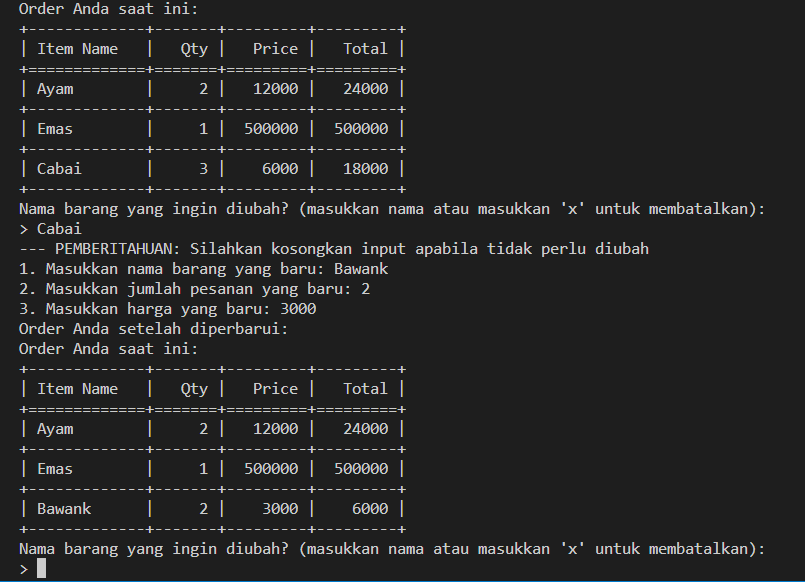 Order Anda saat ini:
+-------------+-------+---------+---------+
| Item Name   |   Qty |   Price |   Total |
+=============+=======+=========+=========+
| Ayam        |     2 |   12000 |   24000 |
+-------------+-------+---------+---------+
| Emas        |     1 |  500000 |  500000 |
+-------------+-------+---------+---------+
| Cabai       |     3 |    6000 |   18000 |
+-------------+-------+---------+---------+
Nama barang yang ingin diubah? (masukkan nama atau masukkan 'x' untuk membatalkan):
> Cabai
--- PEMBERITAHUAN: Silahkan kosongkan input apabila tidak perlu diubah
1. Masukkan nama barang yang baru: Bawank
2. Masukkan jumlah pesanan yang baru: 2
3. Masukkan harga yang baru: 3000
Order Anda setelah diperbarui:
Order Anda saat ini:
+-------------+-------+---------+---------+
| Item Name   |   Qty |   Price |   Total |
+=============+=======+=========+=========+
| Ayam        |     2 |   12000 |   24000 |
+-------------+-------+---------+---------+
| Emas        |     1 |  500000 |  500000 |
+-------------+-------+---------+---------+
| Bawank      |     2 |    3000 |    6000 |
+-------------+-------+---------+---------+
Nama barang yang ingin diubah? (masukkan nama atau masukkan 'x' untuk membatalkan):
>